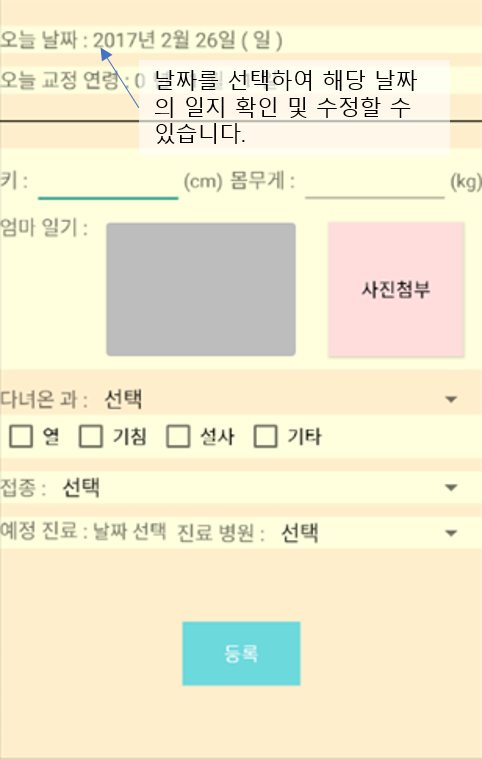 오늘 날짜 : 2017년 2월 26일 ( 일 )
오늘 교정 연령 : 0
날짜를 선택하여 해당 날짜
의 일지 확인 및 수정할 수
있습니다.
키 : (cm) 몸무게 : (kg)
엄마 일기 :
사진첨부
다녀온 과 : 선택
열 기침 설사 기타
접종 : 선택
예정 진료 : 날짜 선택 진료 병원 : 선택
등록